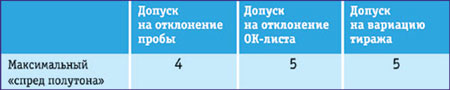 Допуск
на отклонение
пробы
Допуск
на отклонение
ОК-листа
Допуск
на вариацию
тиража
Максимальный
«спред полутона»
4
5
5